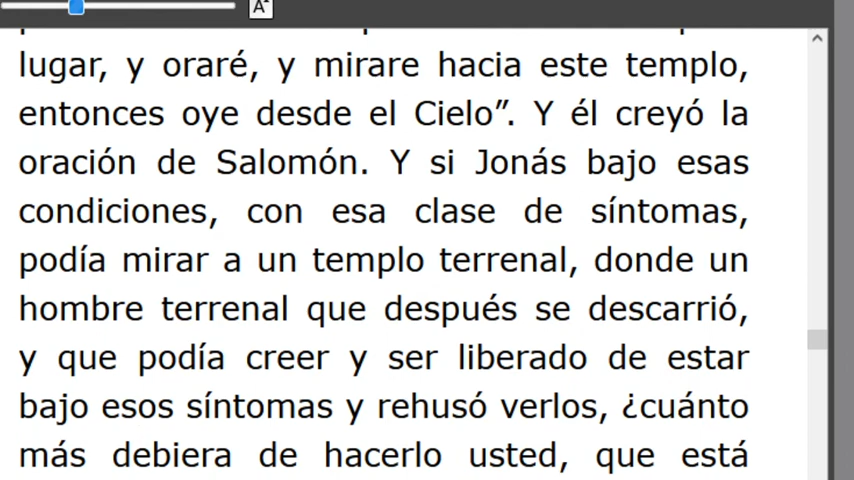 A
lugar, y oraré, y mirare hacia este templo,
entonces oye desde el Cielo”. Y él creyó la
oración de Salomón. Y si Jonás bajo esas
condiciones, con esa clase de síntomas,
podía mirar a un templo terrenal, donde un
hombre terrenal que después se descarrió,
y que podía creer y ser liberado de estar
bajo esos síntomas y rehusó verlos, ¿cuánto
más debiera de hacerlo usted, que está